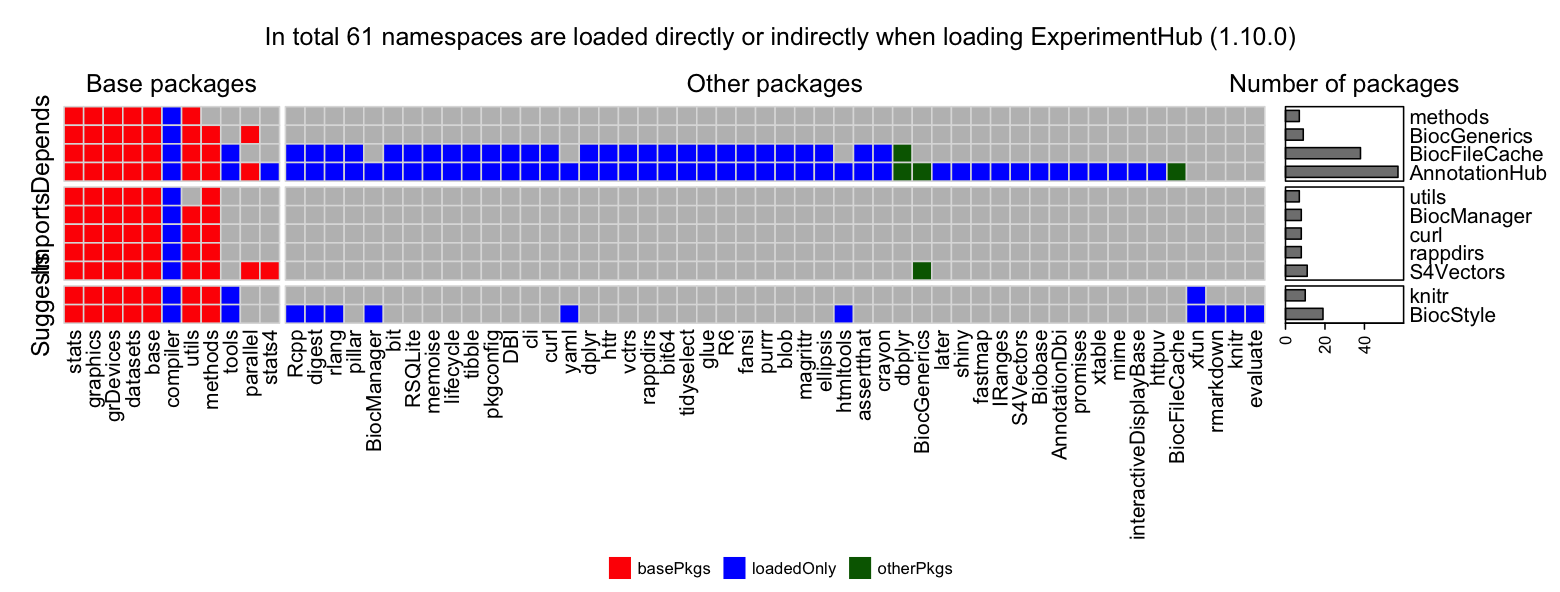 In total 61 namespaces are loaded directly or indirectly when loading ExperimentHub (1.10.0)
Base packages
Other packages
Number of packages
Depends
Imports
Suggests
methods
BiocGenerics
BiocFileCache
AnnotationHub
utils
BiocManager
curl
rappdirs
S4Vectors
knitr
BiocStyle
0
20
40
stats
graphics
grDevices
datasets
base
compiler
utils
methods
tools
parallel
stats4
Rcpp
digest
rlang
pillar
BiocManager
bit
RSQLite
memoise
lifecycle
tibble
pkgconfig
DBI
cli
curl
yaml
dplyr
httr
vctrs
rappdirs
bit64
tidyselect
glue
R6
fansi
purrr
blob
magrittr
ellipsis
htmltools
assertthat
crayon
dbplyr
BiocGenerics
later
shiny
fastmap
IRanges
S4Vectors
Biobase
AnnotationDbi
promises
xtable
mime
interactiveDisplayBase
httpuv
BiocFileCache
xfun
rmarkdown
knitr
evaluate
basePkgs
loadedOnly
otherPkgs